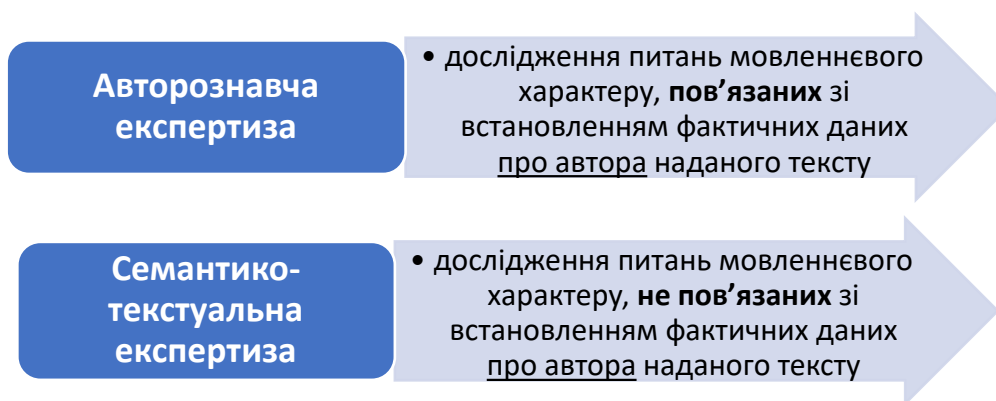 Авторознавча
експертиза
• дослідження питань мовленнєвого
характеру, пов’язаних зі
встановленням фактичних даних
про автора наданого тексту
Семантико-
текстуальна
експертиза
• дослідження питань мовленнєвого
характеру, не пов’язаних зі
встановленням фактичних даних
про автора наданого тексту